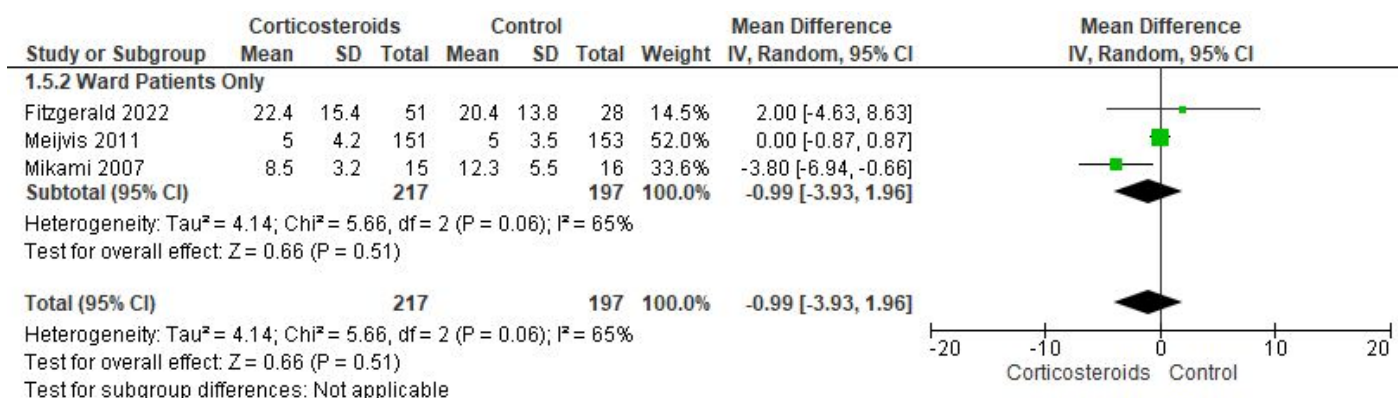 Corticosteroids Control Mean Difference Mean Difference
Study or Subgroup Mean SD Total Mean SD Total Weight IV, Random, 95% CI IV, Random, 95% CI
1.5.2 Ward Patients Only
Fitzgerald 2022 22.4 15.4 51 20.4 13.8 28 14.5% 2.00 [-4.63, 8.63]
Meijvis 2011 5 4.2 151 5 3.5 153 52.0% 0.00 [-0.87, 0.87]
Mikami 2007 8.5 3.2 15 12.3 5.5 16 33.6% -3.80 [-6.94, -0.66]
Subtotal (95% CI) 217 197 100.0% -0.99 [-3.93, 1.96]
Heterogeneity: Tau² = 4.14; Chi² = 5.66, df = 2 (P = 0.06); I² = 65%
Test for overall effect: Z = 0.66 (P = 0.51)
Total (95% CI) 217 197 100.0% -0.99 [-3.93, 1.96]
Heterogeneity: Tau² = 4.14; Chi² = 5.66, df = 2 (P = 0.06); I² = 65%
Test for overall effect: Z = 0.66 (P = 0.51)
Test for subgroup differences: Not applicable
-20 -10 0 10 20
Corticosteroids Control